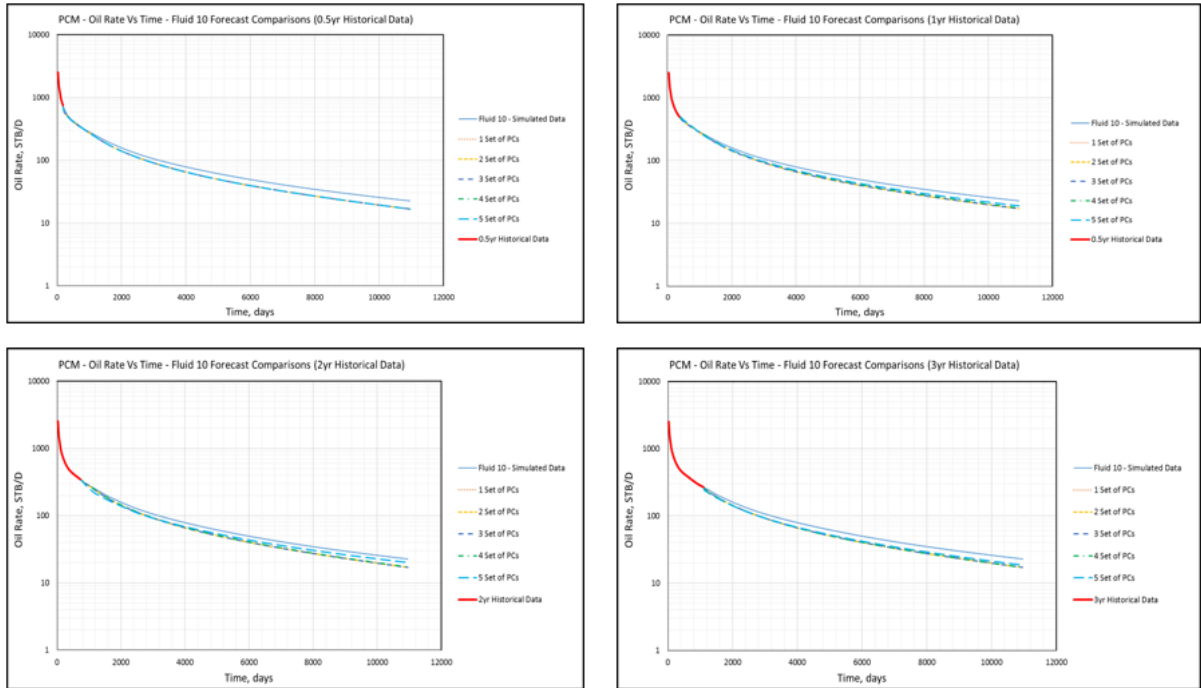 PCM - Oil Rate Vs Time - Fluid 10 Forecast Comparisons (0.5yr Historical Data)
10000
1000
100
10
1
Oil Rate, STB/D
0 2000 4000 6000 8000 10000 12000
Time, days
Fluid 10 - Simulated Data
1 Set of PCs
2 Set of PCs
3 Set of PCs
4 Set of PCs
5 Set of PCs
0.5yr Historical Data
PCM - Oil Rate Vs Time - Fluid 10 Forecast Comparisons (1yr Historical Data)
10000
1000
100
10
1
Oil Rate, STB/D
0 2000 4000 6000 8000 10000 12000
Time, days
Fluid 10 - Simulated Data
1 Set of PCs
2 Set of PCs
3 Set of PCs
4 Set of PCs
5 Set of PCs
0.5yr Historical Data
PCM - Oil Rate Vs Time - Fluid 10 Forecast Comparisons (2yr Historical Data)
10000
1000
100
10
1
Oil Rate, STB/D
0 2000 4000 6000 8000 10000 12000
Time, days
Fluid 10 - Simulated Data
1 Set of PCs
2 Set of PCs
3 Set of PCs
4 Set of PCs
5 Set of PCs
2yr Historical Data
PCM - Oil Rate Vs Time - Fluid 10 Forecast Comparisons (3yr Historical Data)
10000
1000
100
10
1
Oil Rate, STB/D
0 2000 4000 6000 8000 10000 12000
Time, days
Fluid 10 - Simulated Data
1 Set of PCs
2 Set of PCs
3 Set of PCs
4 Set of PCs
5 Set of PCs
3yr Historical Data